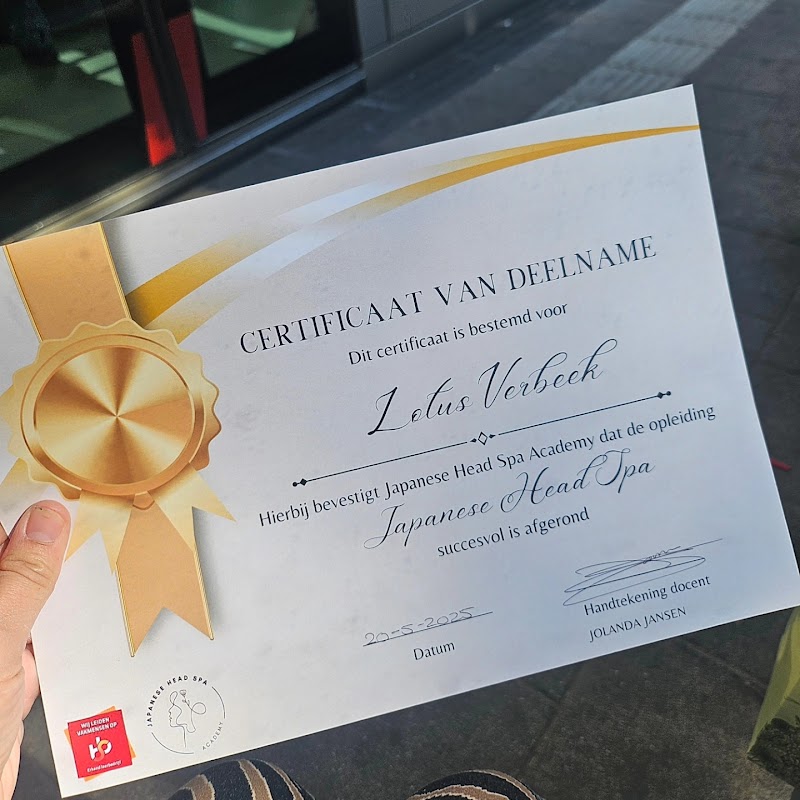 CERTIFICAAT VAN DEELNAME
Dit certificaat is bestemd voor
Lotus Verbeek
Hierbij bevestigt Japanese Head Spa Academy dat de opleiding
Japanese Head Spa
succesvol is afgerond
20-5-2025
Datum
Handtekening docent
JOLANDA JANSEN
JAPANESE HEAD SPA
ACADEMY
WIJ LEIDEN
VAKMENSEN OP
Erkend leerbedrijf